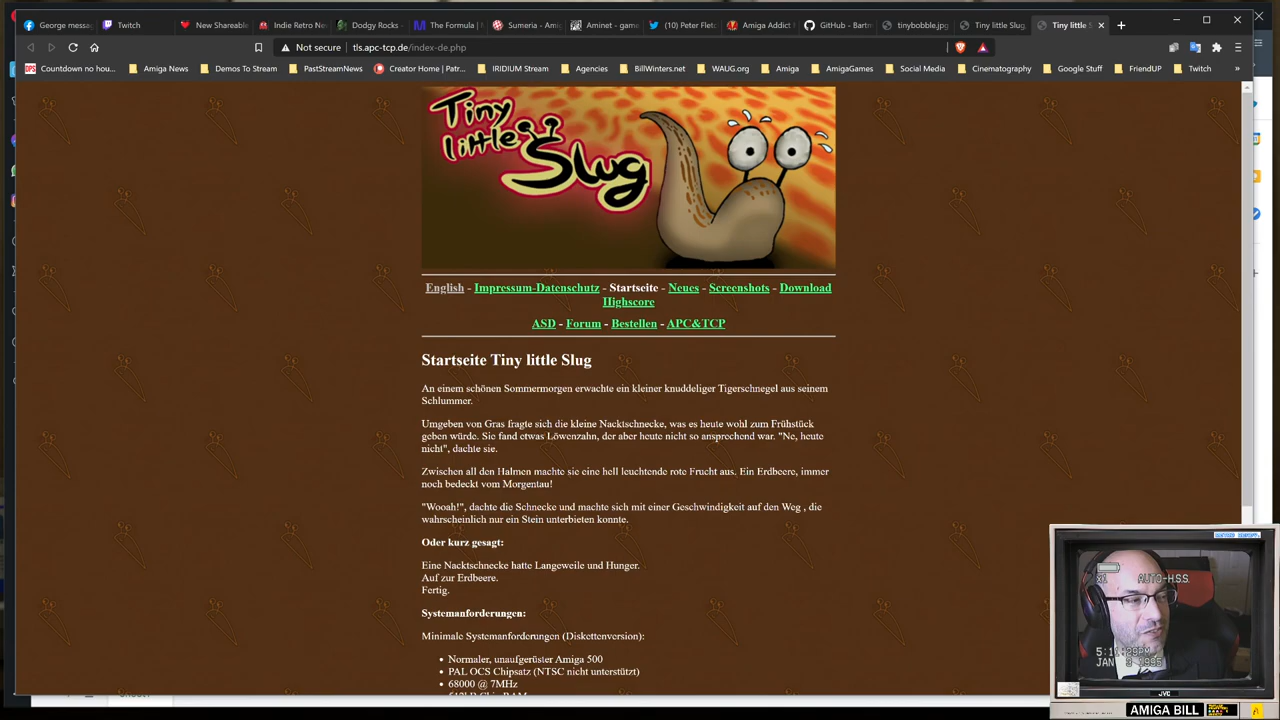 George messag
Twitch
New Shareable
Indie Retro Ne
Dodgy Rocks
The Formula |
Sumeria - Amig
Aminet - game
(10) Peter Flet
Amiga Addict
GitHub - Bartm
tinybobble.jpg
Tiny little Slug
Tiny little S
Not secure
tls.apc-tcp.de/index-de.php
Countdown no hou...
Amiga News
Demos To Stream
PastStreamNews
Creator Home | Patr...
IRIDIUM Stream
Agencies
BillWinters.net
WAUG.org
Amiga
AmigaGames
Social Media
Cinematography
Google Stuff
FriendUP
Twitch
Tiny
little
Slug
English - Impressum-Datenschutz - Startseite - Neues - Screenshots - Download
Highscore
ASD - Forum - Bestellen - APC&TCP
Startseite Tiny little Slug
An einem schönen Sommermorgen erwachte ein kleiner knuddeliger Tigerschnegel aus seinem
Schlummer.
Umgeben von Gras fragte sich die kleine Nacktschnecke, was es heute wohl zum Frühstück
geben würde. Sie fand etwas Löwenzahn, der aber heute nicht so ansprechend war. "Ne, heute
nicht", dachte sie.
Zwischen all den Halmen machte sie eine hell leuchtende rote Frucht aus. Ein Erdbeere, immer
noch bedeckt vom Morgentau!
"Wooah!", dachte die Schnecke und machte sich mit einer Geschwindigkeit auf den Weg , die
wahrscheinlich nur ein Stein unterbieten konnte.
Oder kurz gesagt:
Eine Nacktschnecke hatte Langeweile und Hunger.
Auf zur Erdbeere.
Fertig.
Systemanforderungen:
Minimale Systemanforderungen (Diskettenversion):
Normaler, unaufgerüster Amiga 500
PAL OCS Chipsatz (NTSC nicht unterstützt)
68000 @ 7MHz
x1 AUTO-H.S.S.
JVC
AMIGA BILL